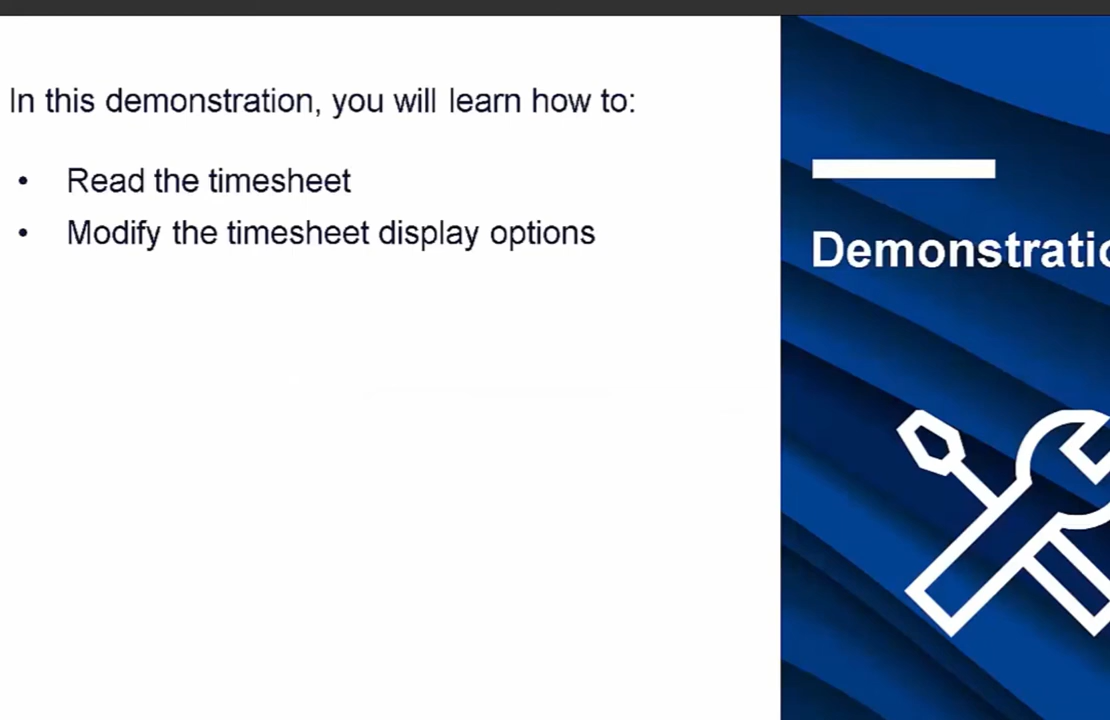 In this demonstration, you will learn how to:
• Read the timesheet
• Modify the timesheet display options
Demonstratio